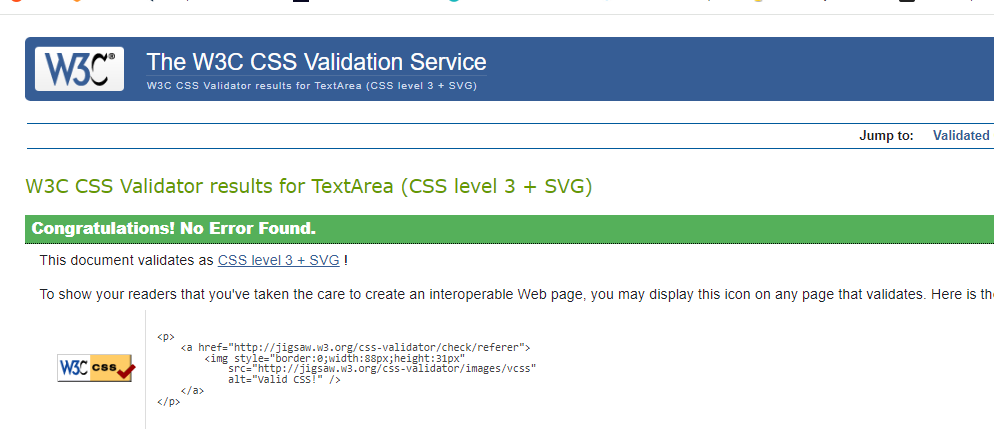 W3C®
The W3C CSS Validation Service
W3C CSS Validator results for TextArea (CSS level 3 + SVG)
Jump to: Validated
W3C CSS Validator results for TextArea (CSS level 3 + SVG)
Congratulations! No Error Found.
This document validates as CSS level 3 + SVG !
To show your readers that you've taken the care to create an interoperable Web page, you may display this icon on any page that validates. Here is the
W3C css
<p>
<a href="http://jigsaw.w3.org/css-validator/check/referer">
<img style="border:0;width:88px;height:31px"
src="http://jigsaw.w3.org/css-validator/images/vcss"
alt="Valid CSS!" />
</a>
</p>